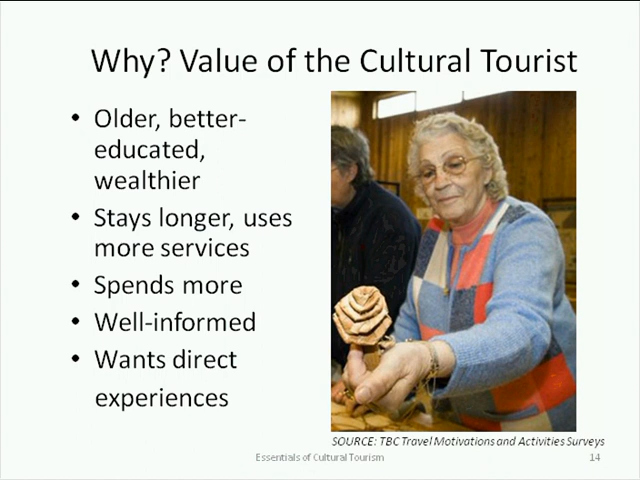 Why? Value of the Cultural Tourist
• Older, better-
educated,
wealthier
• Stays longer, uses
more services
• Spends more
• Well-informed
• Wants direct
experiences
SOURCE: TBC Travel Motivations and Activities Surveys
Essentials of Cultural Tourism
14